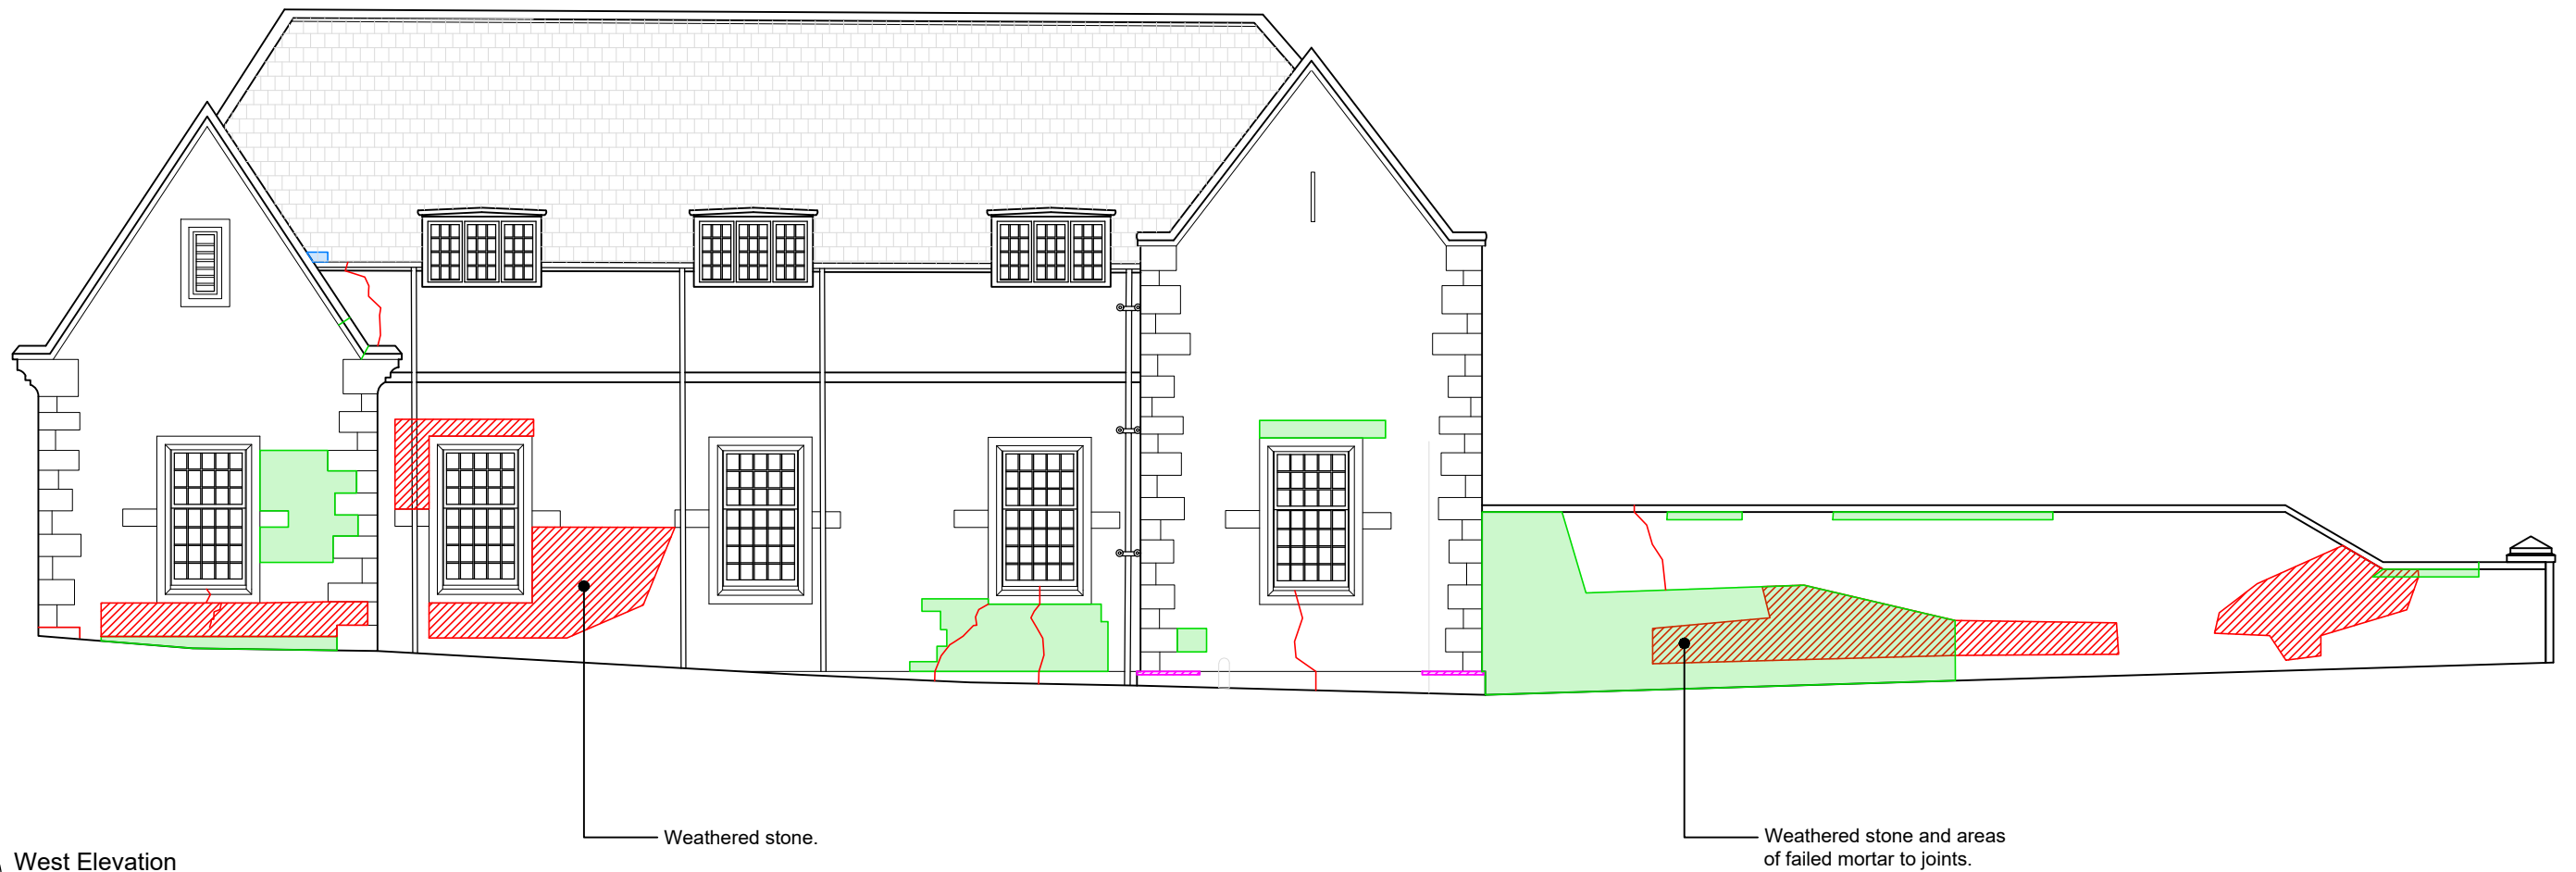 Weathered stone.
Weathered stone and areas
of failed mortar to joints.
West Elevation